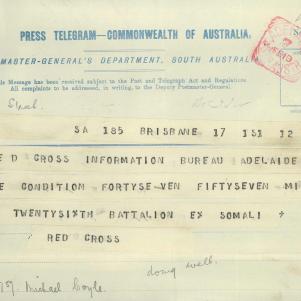 PRESS TELEGRAM—COMMONWEALTH OF AUSTRALIA.
MASTER-GENERAL'S DEPARTMENT, SOUTH AUSTRAL
This Message has been received subject to the Post and Telegraph Act and Regulations.
All complaints to be addressed, in writing, to the Deputy Postmaster-General.
SA 185 BRISBANE 17 151 12
E D CROSS INFORMATION BUREAU ADELAIDE
E CONDITION FORTYSEVEN FIFTYSEVEN MI
TWENTYSIXTH BATTALION EX SOMALI +
RED CROSS
doing well.
Michael Coyle.